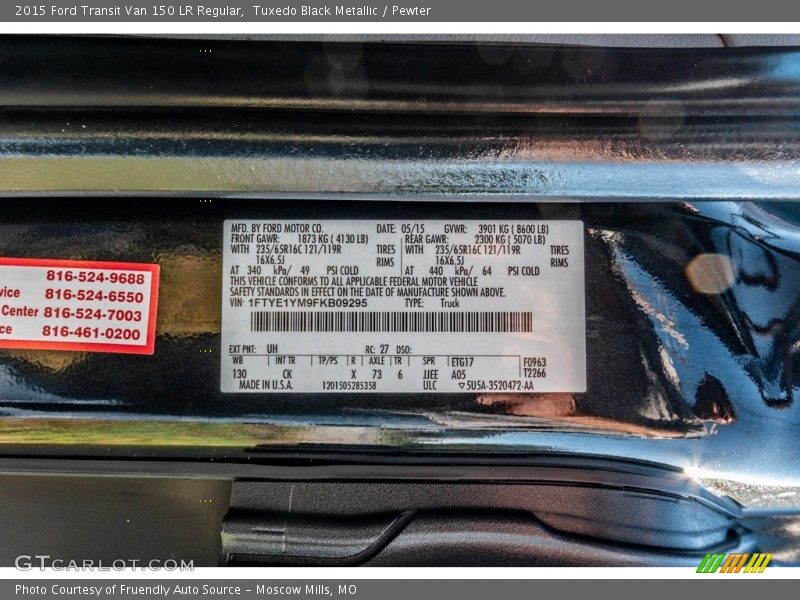 2015 Ford Transit Van 150 LR Regular,  Tuxedo Black Metallic / Pewter
MFD. BY FORD MOTOR CO.
DATE: 05/15 GVWR: 3901 KG ( 8600 LB)
FRONT GAWR: 1873 KG ( 4130 LB)
REAR GAWR: 2300 KG ( 5070 LB)
WITH 235/65R16C 121/119R TIRES
WITH 235/65R16C 121/119R TIRES
16X6.5J RIMS
16X6.5J RIMS
AT 340 kPa/ 49 PSI COLD
AT 440 kPa/ 64 PSI COLD
THIS VEHICLE CONFORMS TO ALL APPLICABLE FEDERAL MOTOR VEHICLE
SAFETY STANDARDS IN EFFECT ON THE DATE OF MANUFACTURE SHOWN ABOVE.
VIN: 1FTYE1YM9FKB09295 TYPE: Truck
EXT PNT: UH RC: 27 DSO:
WB INT TR TP/PS R AXLE TR SPR ETG17 F0963
130 CK X 73 6 JJEE A05 T2266
MADE IN U.S.A. 1201505285358 ULC ▽5USA-3520472-AA
816-524-9688
vice 816-524-6550
Center 816-524-7003
ce 816-461-0200
GTCARLOT.COM
Photo Courtesy of Fruendly Auto Source - Moscow Mills, MO